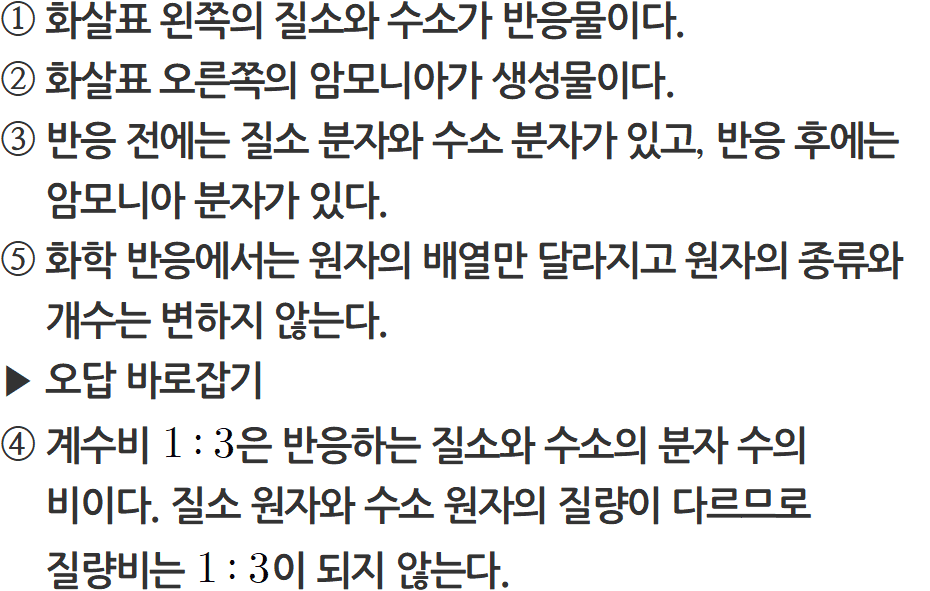 ① 화살표 왼쪽의 질소와 수소가 반응물이다.
② 화살표 오른쪽의 암모니아가 생성물이다.
③ 반응 전에는 질소 분자와 수소 분자가 있고, 반응 후에는
암모니아 분자가 있다.
⑤ 화학 반응에서는 원자의 배열만 달라지고 원자의 종류와
개수는 변하지 않는다.
▶ 오답 바로잡기
④ 계수비 1 : 3은 반응하는 질소와 수소의 분자 수의
비이다. 질소 원자와 수소 원자의 질량이 다르므로
질량비는 1 : 3이 되지 않는다.